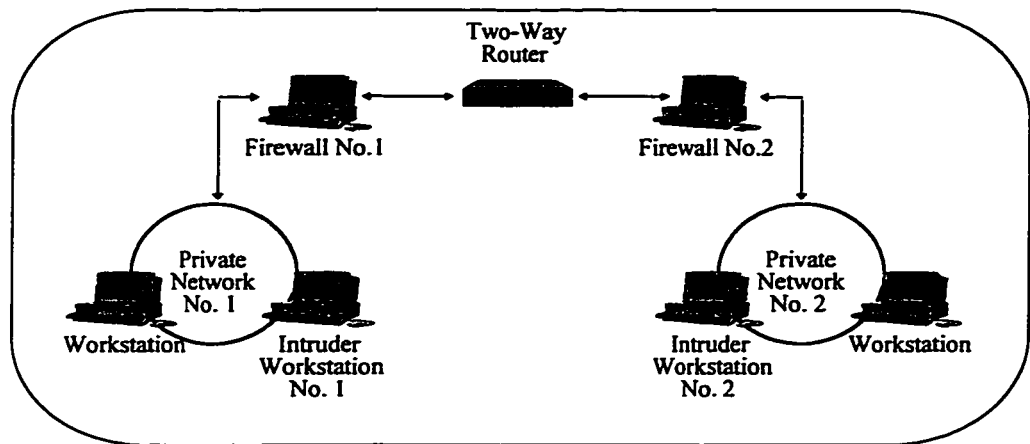 Two-Way
Router
Firewall No.1
Firewall No.2
Private
Network
No. 1
Workstation
Intruder
Workstation
No. 1
Private
Network
No. 2
Intruder
Workstation
No. 2
Workstation